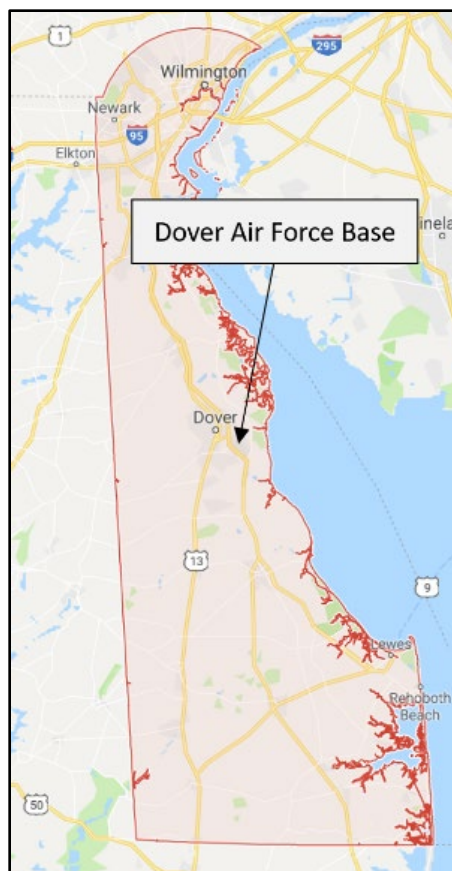 1
295
Wilmington
Newark
95
Elkton
Dover Air Force Base
inela
Dover
13
9
Lewes
Rehoboth
Beach
50